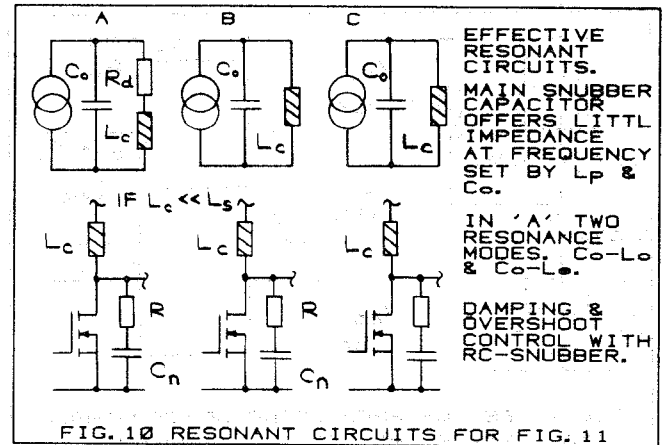 A B C
Co Rd Lc
Co Lc
Co Lc
EFFECTIVE
RESONANT
CIRCUITS.
MAIN SNUBBER
CAPACITOR
OFFERS LITTL
IMPEDANCE
AT FREQUENCY
SET BY Lp &
Co.
IF Lc << Ls
Lc R Cn
Lc R Cn
Lc
IN 'A' TWO
RESONANCE
MODES. Co-Lo
& Co-Le.
DAMPING &
OVERSHOOT
CONTROL WITH
RC-SNUBBER.
FIG.10 RESONANT CIRCUITS FOR FIG.11